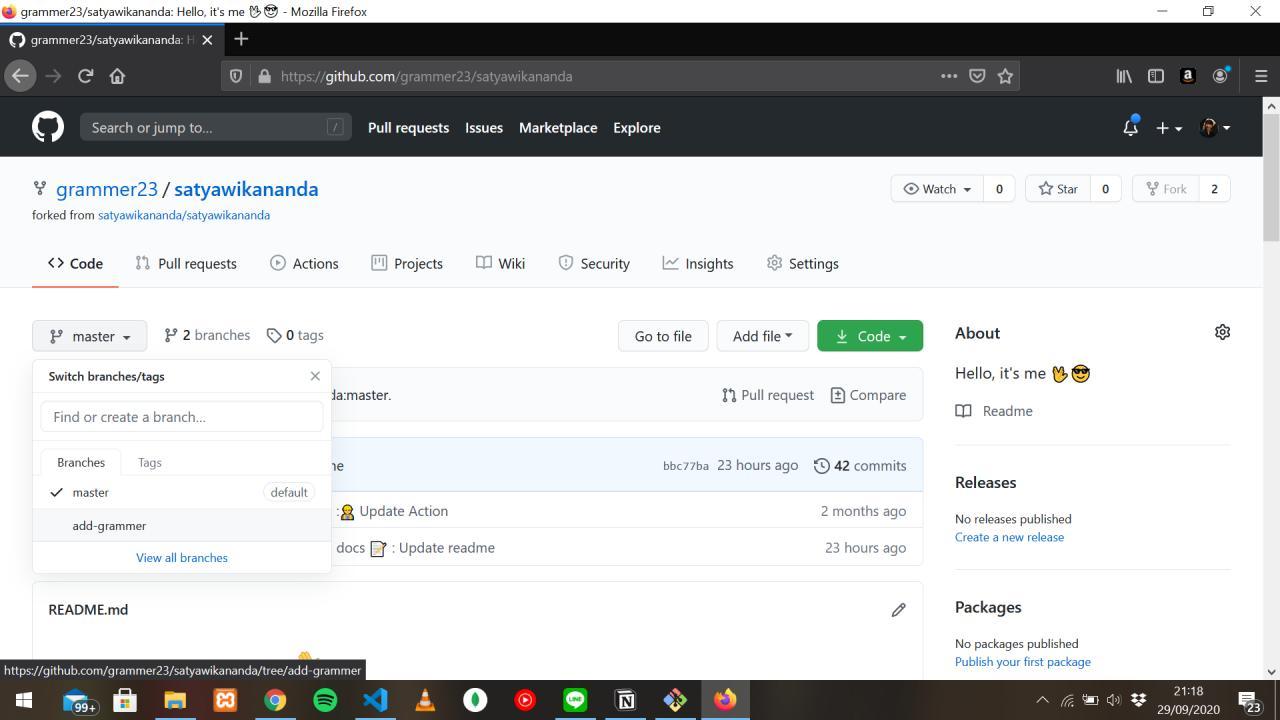 grammer23/satyawikananda: Hello, it's me 🖖😎 - Mozilla Firefox
grammer23/satyawikananda: H
https://github.com/grammer23/satyawikananda
Search or jump to... /
Pull requests Issues Marketplace Explore
grammer23 / satyawikananda
Watch 0 Star 0 Fork 2
forked from satyawikananda/satyawikananda
Code Pull requests Actions Projects Wiki Security Insights Settings
master 2 branches 0 tags Go to file Add file Code
About
Hello, it's me 🖖😎
Readme
Switch branches/tags
Find or create a branch...
Branches Tags
master default
add-grammer
View all branches
da:master. Pull request Compare
me bbc77ba 23 hours ago 42 commits
: Update Action 2 months ago
docs 📝 : Update readme 23 hours ago
Releases
No releases published
Create a new release
README.md
Packages
No packages published
Publish your first package
https://github.com/grammer23/satyawikananda/tree/add-grammer
99+
LINE
21:18
29/09/2020
23